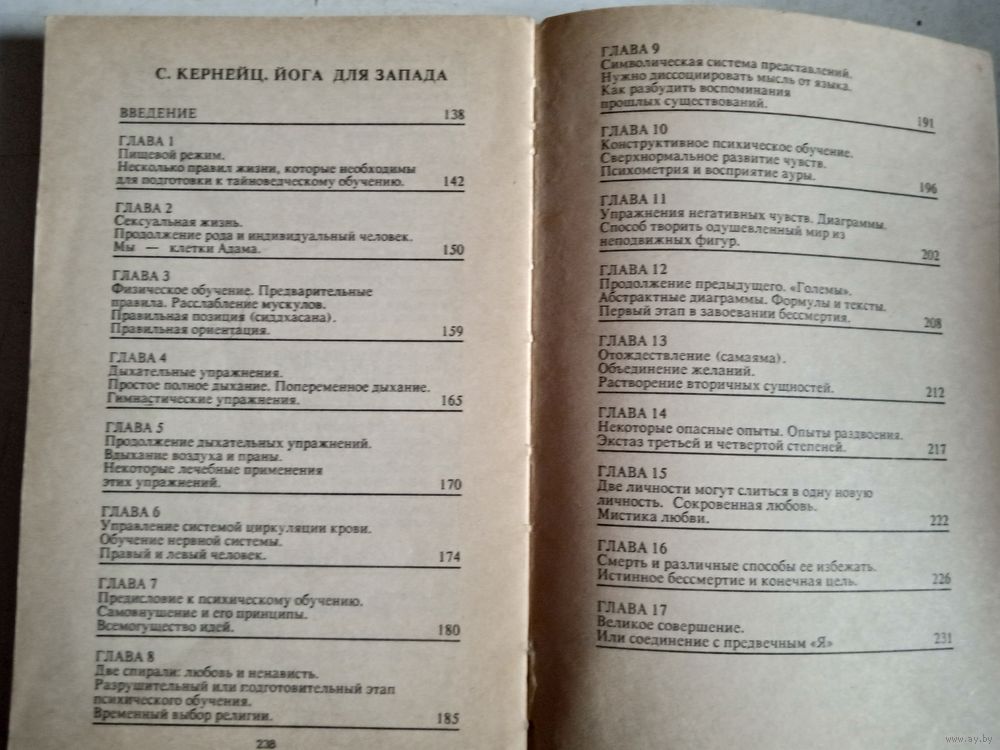 С. КЕРНЕЙЦ. ЙОГА ДЛЯ ЗАПАДА
ВВЕДЕНИЕ 138
ГЛАВА 1
Пищевой режим.
Несколько правил жизни, которые необходимы
для подготовки к тайноведческому обучению. 142
ГЛАВА 2
Сексуальная жизнь.
Продолжение рода и индивидуальный человек.
Мы — клетки Адама. 150
ГЛАВА 3
Физическое обучение. Предварительные
правила. Расслабление мускулов.
Правильная позиция (сиддхасана).
Правильная ориентация. 159
ГЛАВА 4
Дыхательные упражнения.
Простое полное дыхание. Попеременное дыхание.
Гимнастические упражнения. 165
ГЛАВА 5
Продолжение дыхательных упражнений.
Вдыхание воздуха и праны.
Некоторые лечебные применения
этих упражнений. 170
ГЛАВА 6
Управление системой циркуляции крови.
Обучение нервной системы.
Правый и левый человек. 174
ГЛАВА 7
Предисловие к психическому обучению.
Самовнушение и его принципы.
Всемогущество идей. 180
ГЛАВА 8
Две спирали: любовь и ненависть.
Разрушительный или подготовительный этап
психического обучения.
Временный выбор религии. 185
238
ГЛАВА 9
Символическая система представлений.
Нужно диссоциировать мысль от языка.
Как разбудить воспоминания
прошлых существований. 191
ГЛАВА 10
Конструктивное психическое обучение.
Сверхнормальное развитие чувств.
Психометрия и восприятие ауры. 196
ГЛАВА 11
Упражнения негативных чувств. Диаграммы.
Способ творить одушевленный мир из
неподвижных фигур. 202
ГЛАВА 12
Продолжение предыдущего. «Големы».
Абстрактные диаграммы. Формулы и тексты.
Первый этап в завоевании бессмертия. 208
ГЛАВА 13
Отождествление (самаяма).
Объединение желаний.
Растворение вторичных сущностей. 212
ГЛАВА 14
Некоторые опасные опыты. Опыты раздвоения.
Экстаз третьей и четвертой степеней. 217
ГЛАВА 15
Две личности могут слиться в одну новую
личность. Сокровенная любовь.
Мистика любви. 222
ГЛАВА 16
Смерть и различные способы ее избежать.
Истинное бессмертие и конечная цель. 226
ГЛАВА 17
Великое совершение.
Или соединение с предвечным «Я» 231
www.ay.by